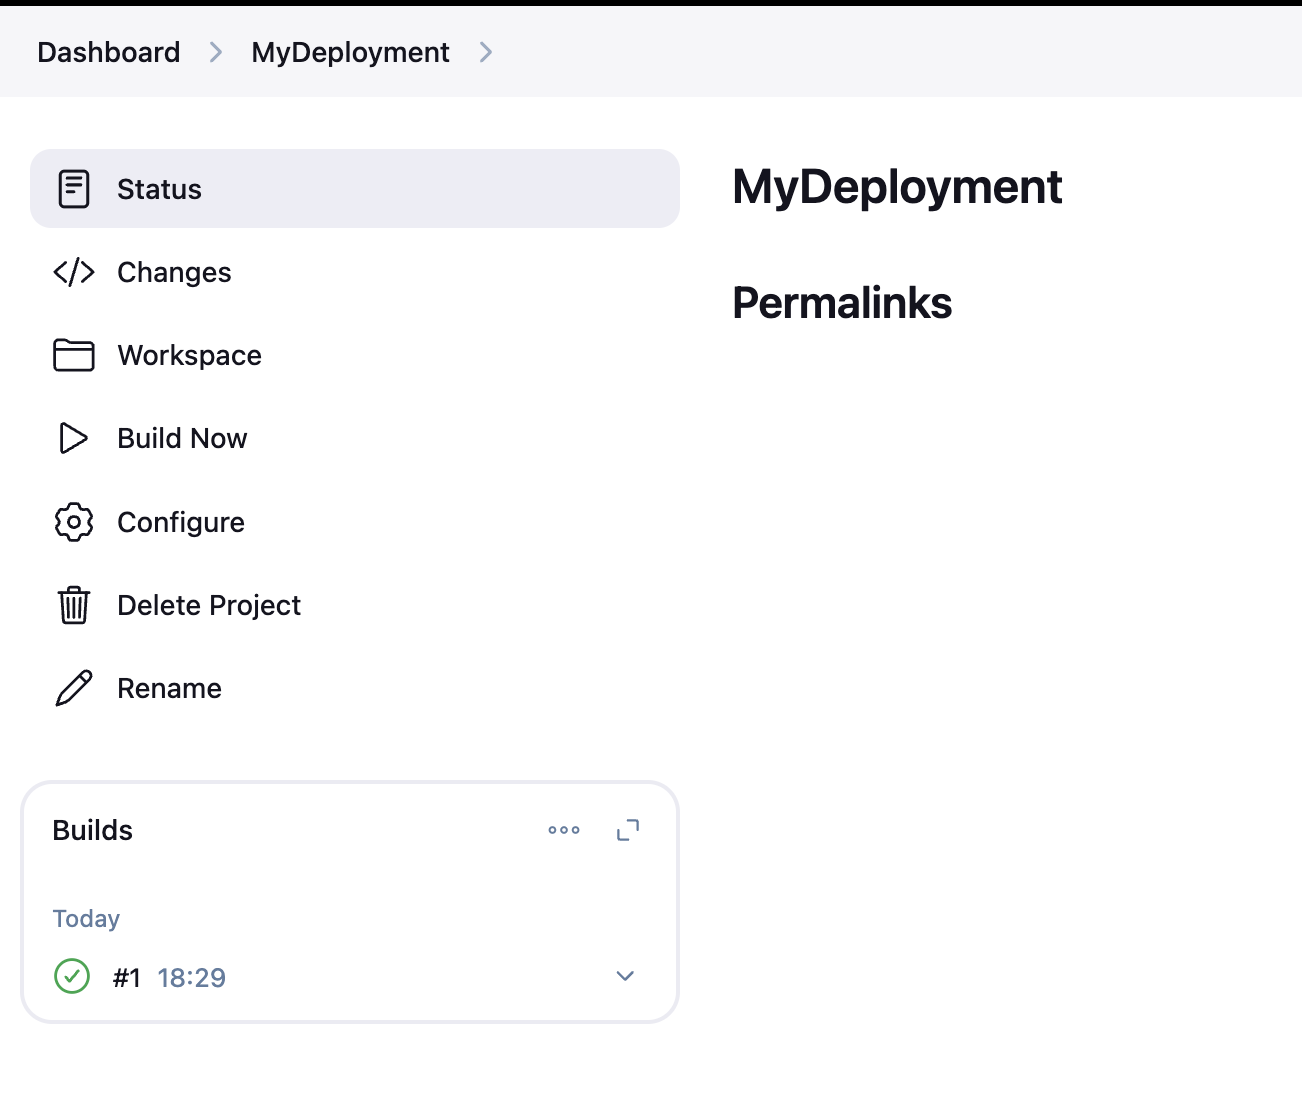 Dashboard > MyDeployment >
Status
Changes
Workspace
Build Now
Configure
Delete Project
Rename
MyDeployment
Permalinks
Builds
Today
#1 18:29